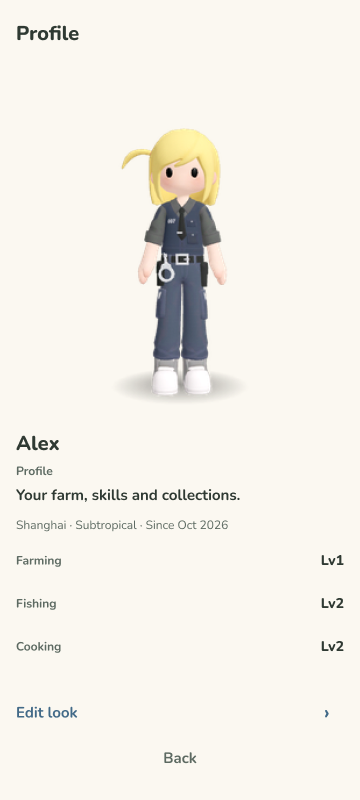 Profile
Alex
Profile
Your farm, skills and collections.
Shanghai · Subtropical · Since Oct 2026
Farming Lv1
Fishing Lv2
Cooking Lv2
Edit look ›
Back